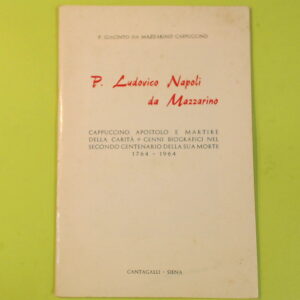 P. GIACINTO DA MAZZARINO CAPPUCCINO
P. Ludovico Napoli
da Mazzarino
CAPPUCCINO APOSTOLO E MARTIRE
DELLA CARITÀ * CENNI BIOGRAFICI NEL
SECONDO CENTENARIO DELLA SUA MORTE
1764 - 1964
CANTAGALLI - SIENA